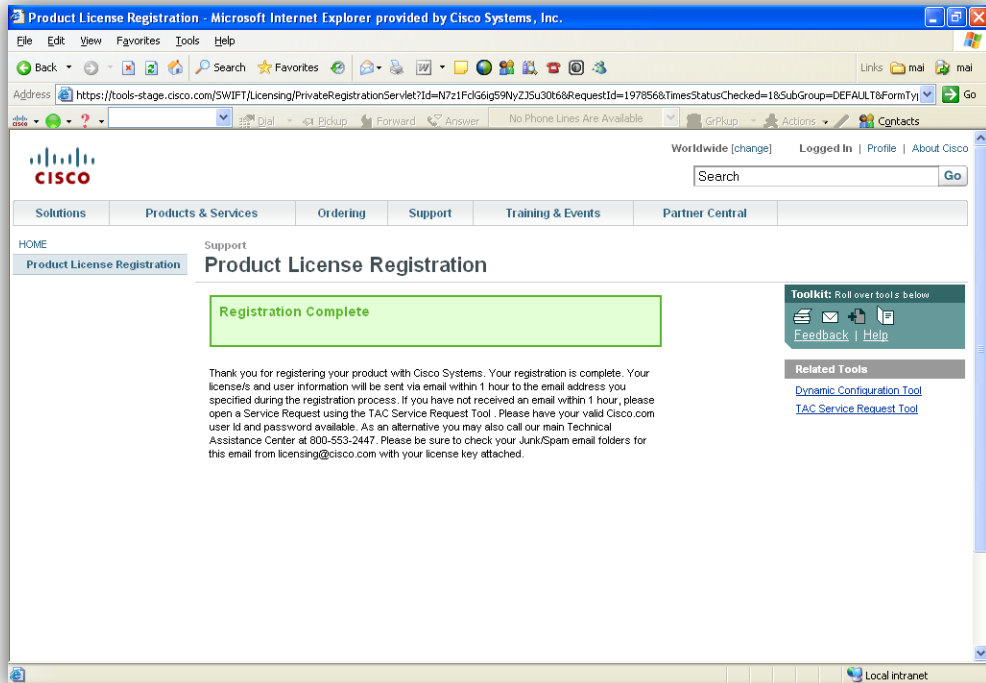 Product License Registration - Microsoft Internet Explorer provided by Cisco Systems, Inc.
File Edit View Favorites Tools Help
Back Search Favorites Links mai mai
Address https://tools-stage.cisco.com/SWIFT/Licensing/PrivateRegistrationServlet?Id=N7z1FclG6ig59NyZJSu30t6&RequestId=197856&TimesStatusChecked=1&SubGroup=DEFAULT&FormTy Go
Dial Pickup Forward Answer No Phone Lines Are Available GrPkup Actions Contacts
Worldwide [change] Logged In | Profile | About Cisco
CISCO
Search Go
Solutions Products & Services Ordering Support Training & Events Partner Central
HOME
Product License Registration
Support
Product License Registration
Registration Complete
Thank you for registering your product with Cisco Systems. Your registration is complete. Your
license/s and user information will be sent via email within 1 hour to the email address you
specified during the registration process. If you have not received an email within 1 hour, please
open a Service Request using the TAC Service Request Tool . Please have your valid Cisco.com
user Id and password available. As an alternative you may also call our main Technical
Assistance Center at 800-553-2447. Please be sure to check your Junk/Spam email folders for
this email from licensing@cisco.com with your license key attached.
Toolkit: Roll over tools below
Feedback | Help
Related Tools
Dynamic Configuration Tool
TAC Service Request Tool
Local intranet